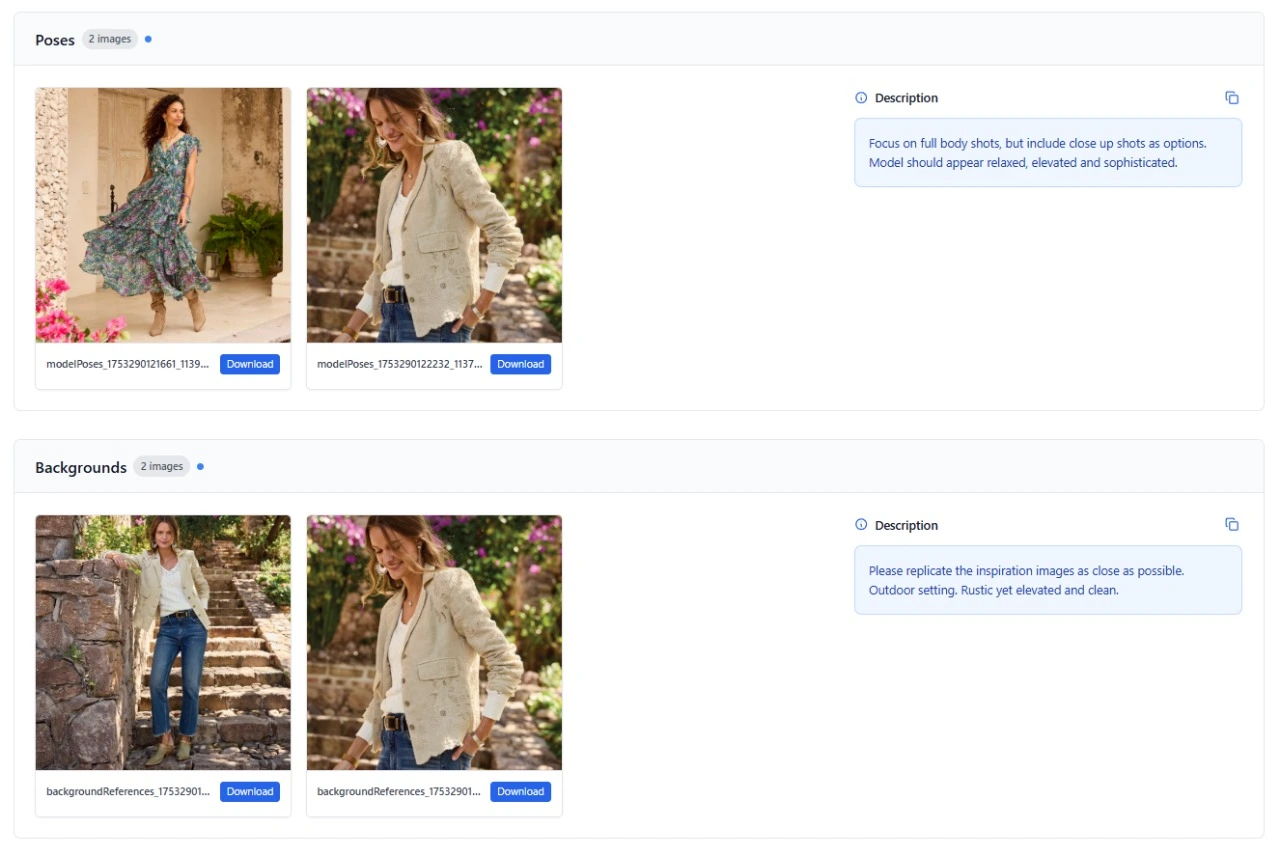 Poses 2 images
Description
Focus on full body shots, but include close up shots as options.
Model should appear relaxed, elevated and sophisticated.
modelPoses_1753290121661_1139... Download
modelPoses_1753290122232_1137... Download
Backgrounds 2 images
Description
Please replicate the inspiration images as close as possible.
Outdoor setting. Rustic yet elevated and clean.
backgroundReferences_17532901... Download
backgroundReferences_17532901... Download